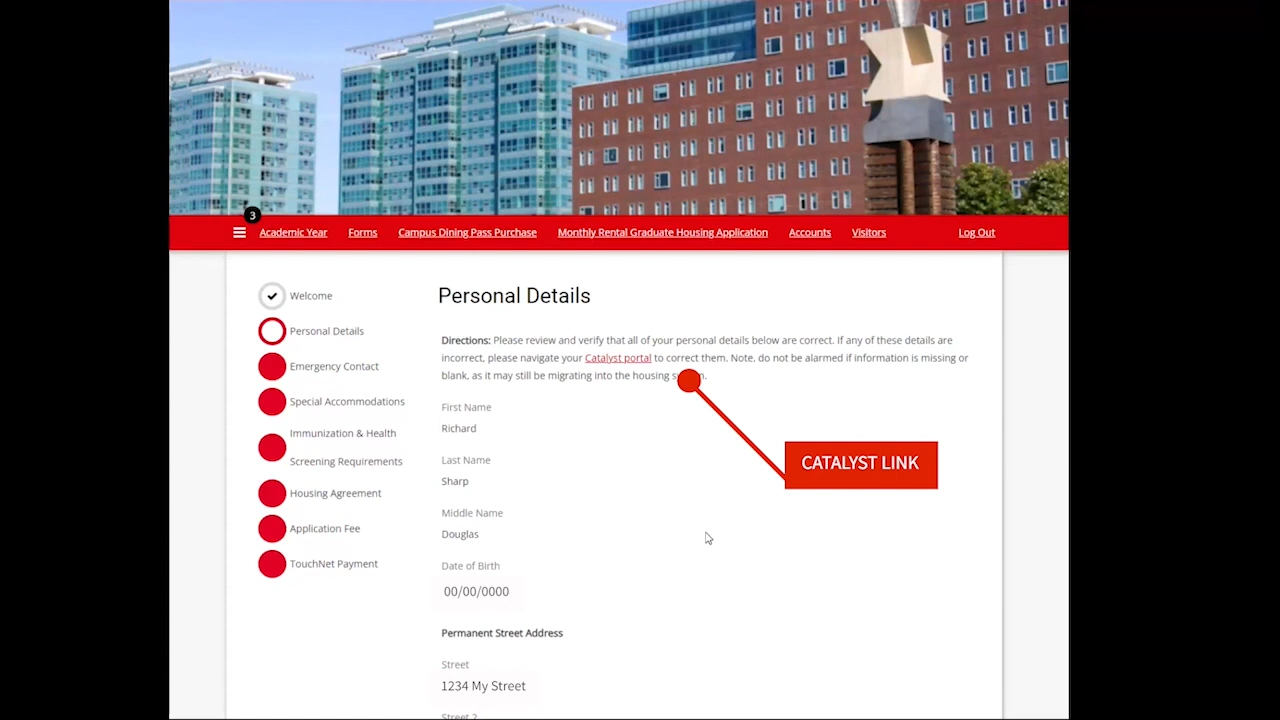 3
Academic Year Forms Campus Dining Pass Purchase Monthly Rental Graduate Housing Application Accounts Visitors Log Out
Welcome
Personal Details
Emergency Contact
Special Accommodations
Immunization & Health
Screening Requirements
Housing Agreement
Application Fee
TouchNet Payment
Personal Details
Directions: Please review and verify that all of your personal details below are correct. If any of these details are
incorrect, please navigate your Catalyst portal to correct them. Note, do not be alarmed if information is missing or
blank, as it may still be migrating into the housing
CATALYST LINK
First Name
Richard
Last Name
Sharp
Middle Name
Douglas
Date of Birth
00/00/0000
Permanent Street Address
Street
1234 My Street
Street 2